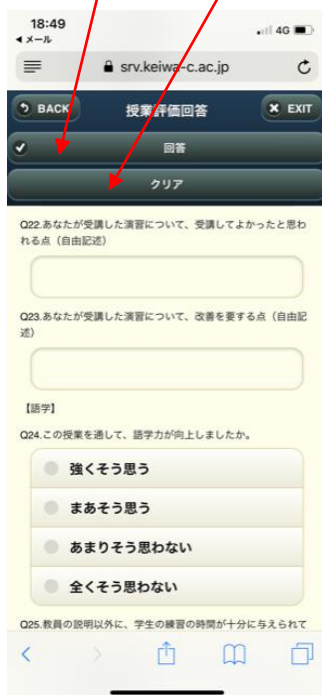 18:49
4G
◀メール
srv.keiwa-c.ac.jp
BACK
授業評価回答
EXIT
回答
クリア
Q22.あなたが受講した演習について、受講してよかったと思わ
れる点（自由記述）
Q23.あなたが受講した演習について、改善を要する点（自由記
述）
【語学】
Q24.この授業を通して、語学力が向上しましたか。
強くそう思う
まあそう思う
あまりそう思わない
全くそう思わない
Q25.教員の説明以外に、学生の練習の時間が十分に与えられて